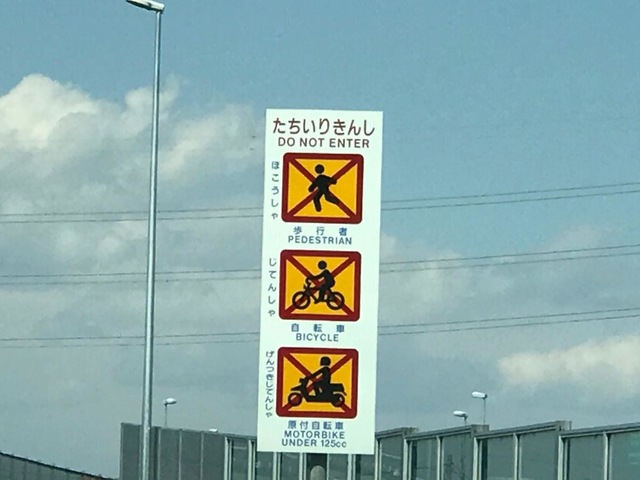 たちいりきんし
DO NOT ENTER
ほこうしゃ
歩行者
PEDESTRIAN
じてんしゃ
自転車
BICYCLE
げんつきじてんしゃ
原付自転車
MOTORBIKE
UNDER 125cc